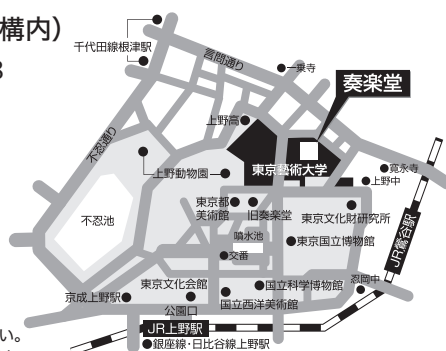 構内）
千代田線根津駅
言問通り
一乗寺
奏楽堂
不忍通り
上野高
上野動物園
東京藝術大学
寛永寺
上野中
不忍池
東京都
美術館
旧奏楽堂
東京文化財研究所
噴水池
東京国立博物館
交番
JR鶯谷駅
東京文化会館
国立科学博物館
忍岡中
京成上野駅
公園口
国立西洋美術館
い。
JR上野駅
銀座線・日比谷線上野駅